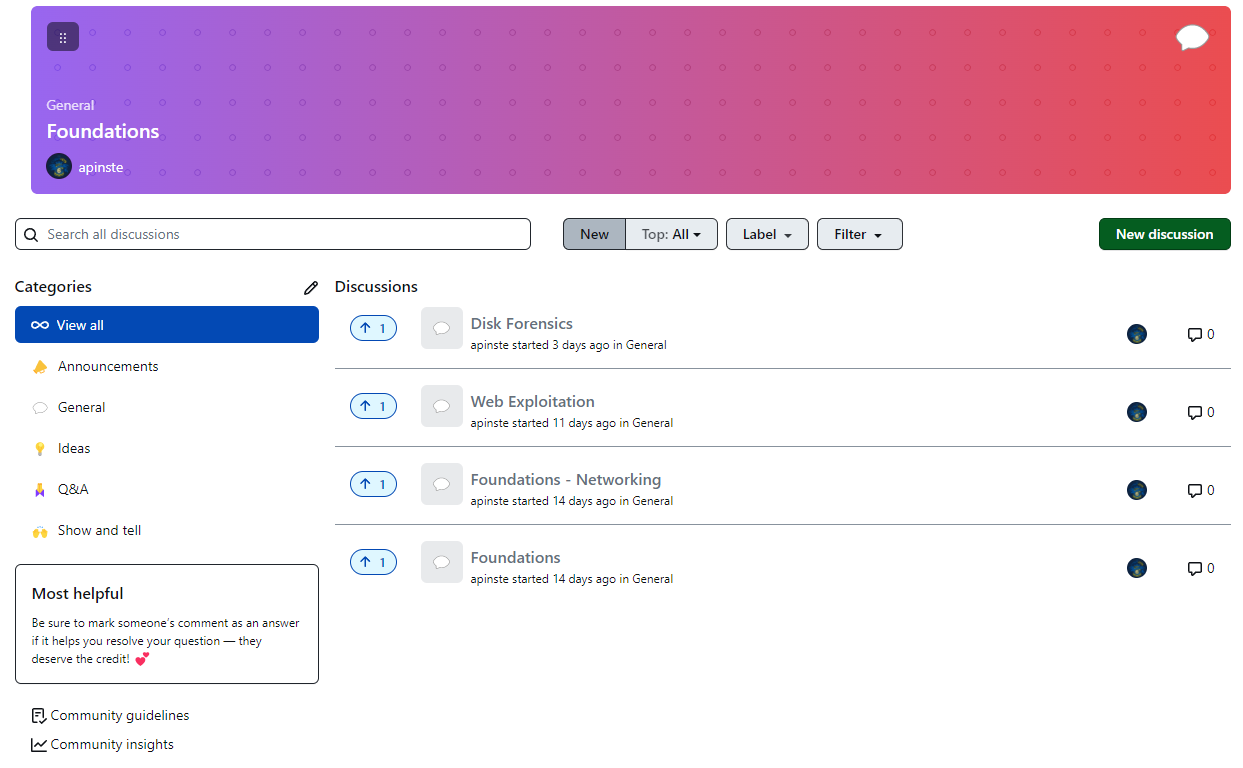 General
Foundations
apinste
Search all discussions
New
Top: All
Label
Filter
New discussion
Categories
View all
Announcements
General
Ideas
Q&A
Show and tell
Most helpful
Be sure to mark someone's comment as an answer
if it helps you resolve your question — they
deserve the credit! 💕
Community guidelines
Community insights
Discussions
1
Disk Forensics
apinste started 3 days ago in General
0
1
Web Exploitation
apinste started 11 days ago in General
0
1
Foundations - Networking
apinste started 14 days ago in General
0
1
Foundations
apinste started 14 days ago in General
0